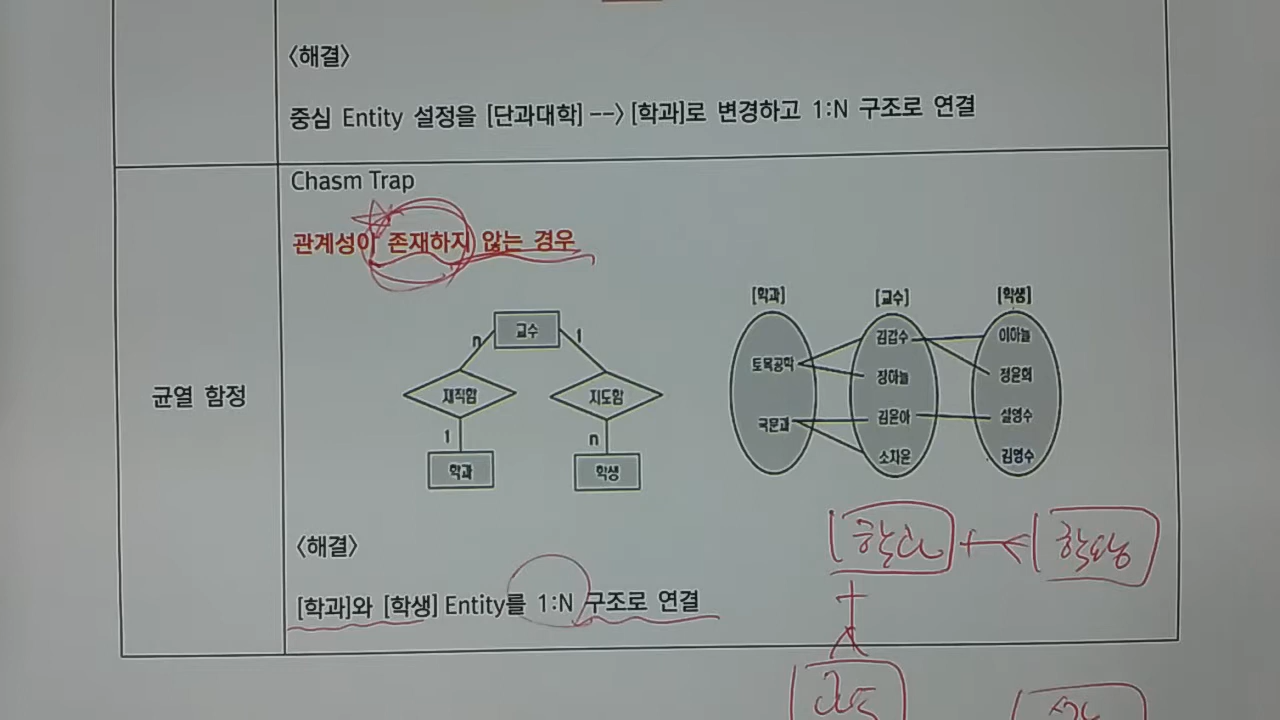 <해결>
중심 Entity 설정을 [단과대학] --> [학과]로 변경하고 1:N 구조로 연결
균열 함정
Chasm Trap
관계성이 존재하지 않는 경우
교수
n
1
재직함
지도함
1
n
학과
학생
[학과]
[교수]
[학생]
토목공학
국문과
김갑수
장하늘
김윤아
소지윤
이하늘
정윤희
설영수
김영수
<해결>
[학과]와 [학생] Entity를 1:N 구조로 연결
학과
학생
교수